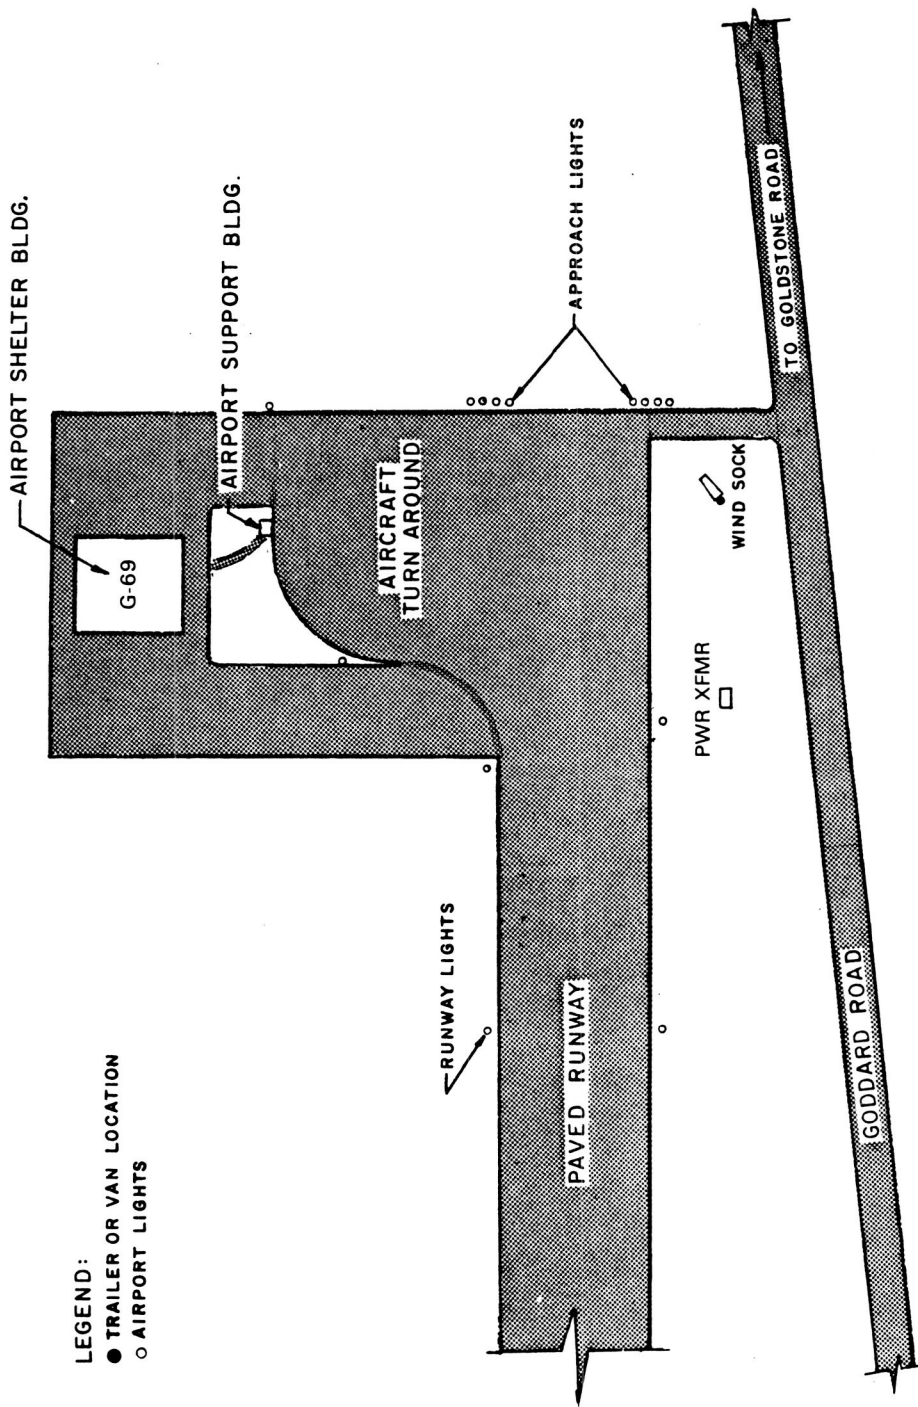 LEGEND:
● TRAILER OR VAN LOCATION
○ AIRPORT LIGHTS
AIRPORT SHELTER BLDG.
G-69
AIRPORT SUPPORT BLDG.
AIRCRAFT
TURN AROUND
RUNWAY LIGHTS
APPROACH LIGHTS
PAVED RUNWAY
PWR XFMR
WIND SOCK
GODDARD ROAD
TO GOLDSTONE ROAD